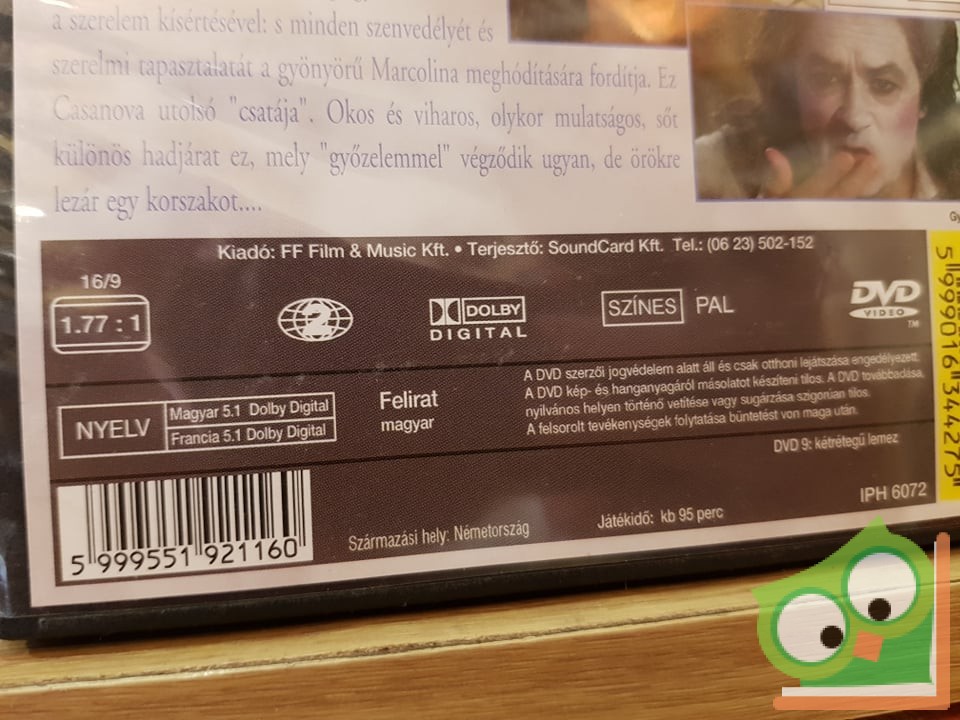 a szerelem kísértésével: s minden szenvedélyét és
szerelmi tapasztalatát a gyönyörű Marcolina meghódítására fordítja. Ez
Casanova utolsó "csatája". Okos és viharos, olykor mulatságos, sőt
különös hadjárat ez, mely "győzelemmel" végződik ugyan, de örökre
lezár egy korszakot....
Kiadó: FF Film & Music Kft. • Terjesztő: SoundCard Kft. Tel.: (06 23) 502-152
16/9
1.77 : 1
2
DOLBY
DIGITAL
SZÍNES PAL
DVD
VIDEO
TM
NYELV
Magyar 5.1 Dolby Digital
Francia 5.1 Dolby Digital
Felirat
magyar
A DVD szerzői jogvédelem alatt áll és csak otthoni lejátszása engedélyezett.
A DVD kép- és hanganyagáról másolatot készíteni tilos. A DVD továbbadása,
nyilvános helyen történő vetítése vagy sugárzása szigorúan tilos.
A felsorolt tevékenységek folytatása büntetést von maga után.
DVD 9: kétrétegű lemez
IPH 6072
Származási hely: Németország
Játékidő: kb 95 perc
5 999551 921160
5 999016 344275